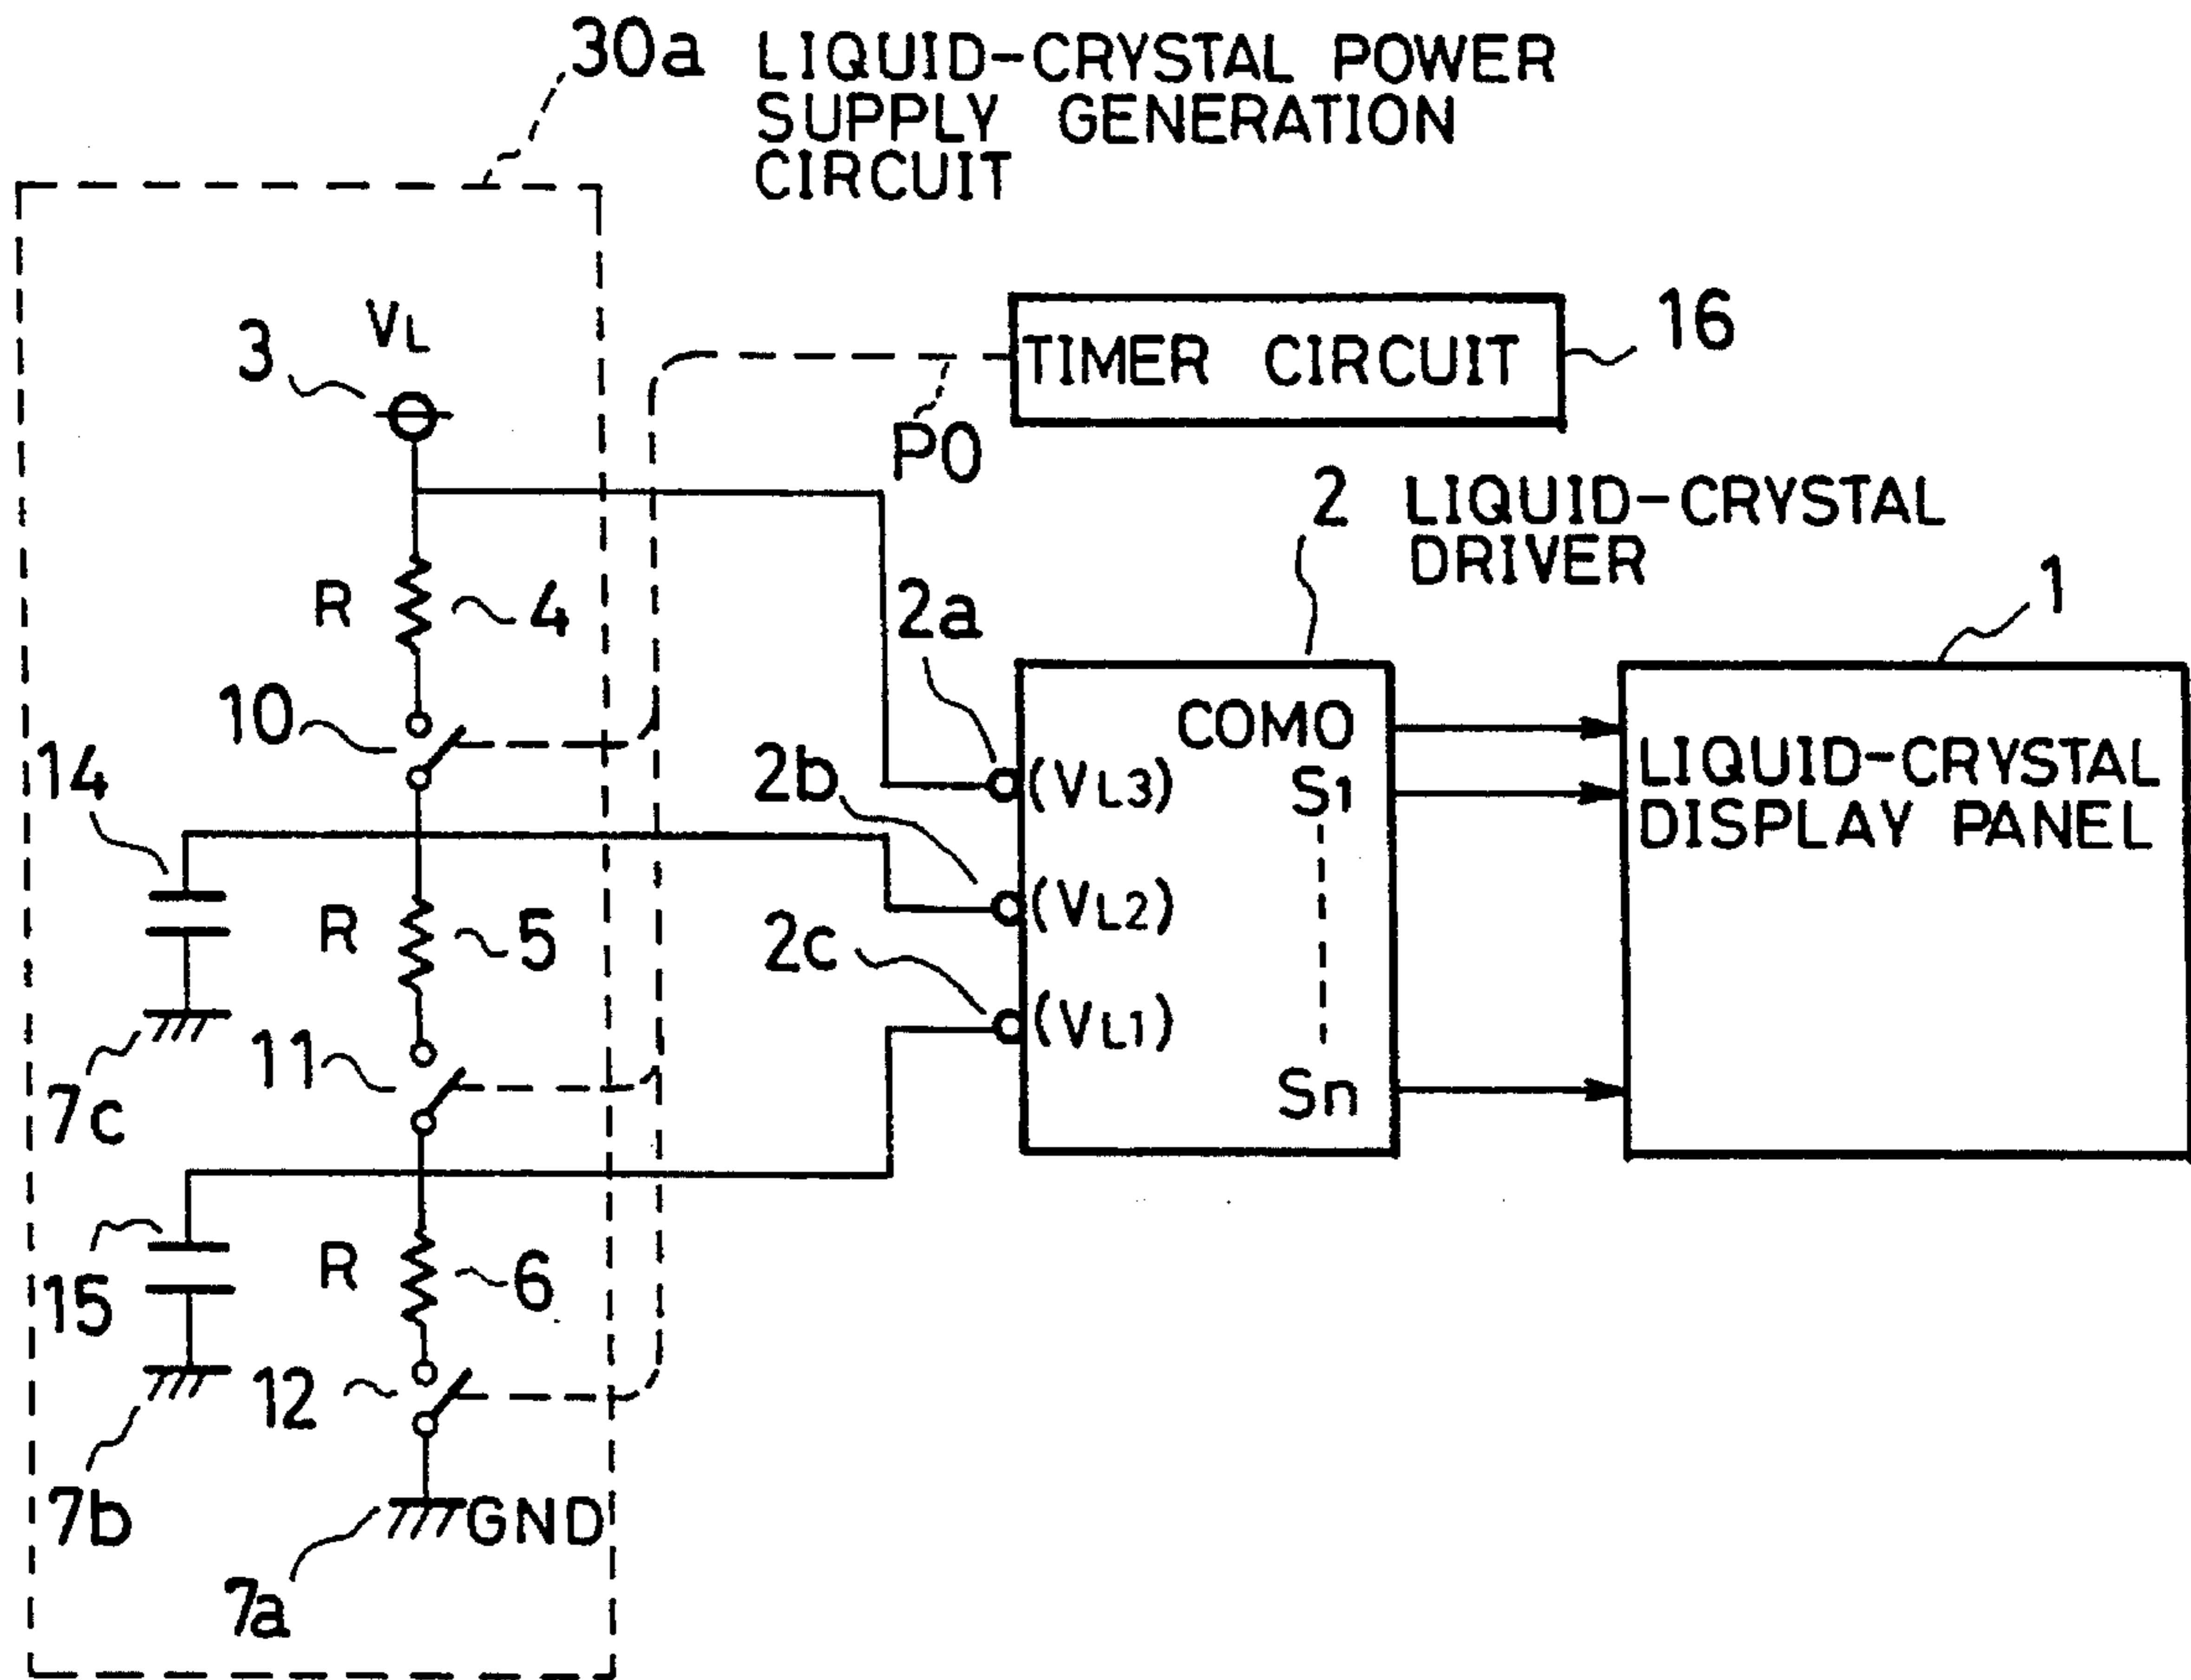 30a LIQUID-CRYSTAL POWER
SUPPLY GENERATION
CIRCUIT
VL
3
TIMER CIRCUIT
16
PO
2 LIQUID-CRYSTAL
DRIVER
R
4
2a
1
10
COMO
14
2b
(VL3)
S1
LIQUID-CRYSTAL
DISPLAY PANEL
R
5
2c
(VL2)
11
(VL1)
7c
Sn
15
R
6
12
7b
GND
7a